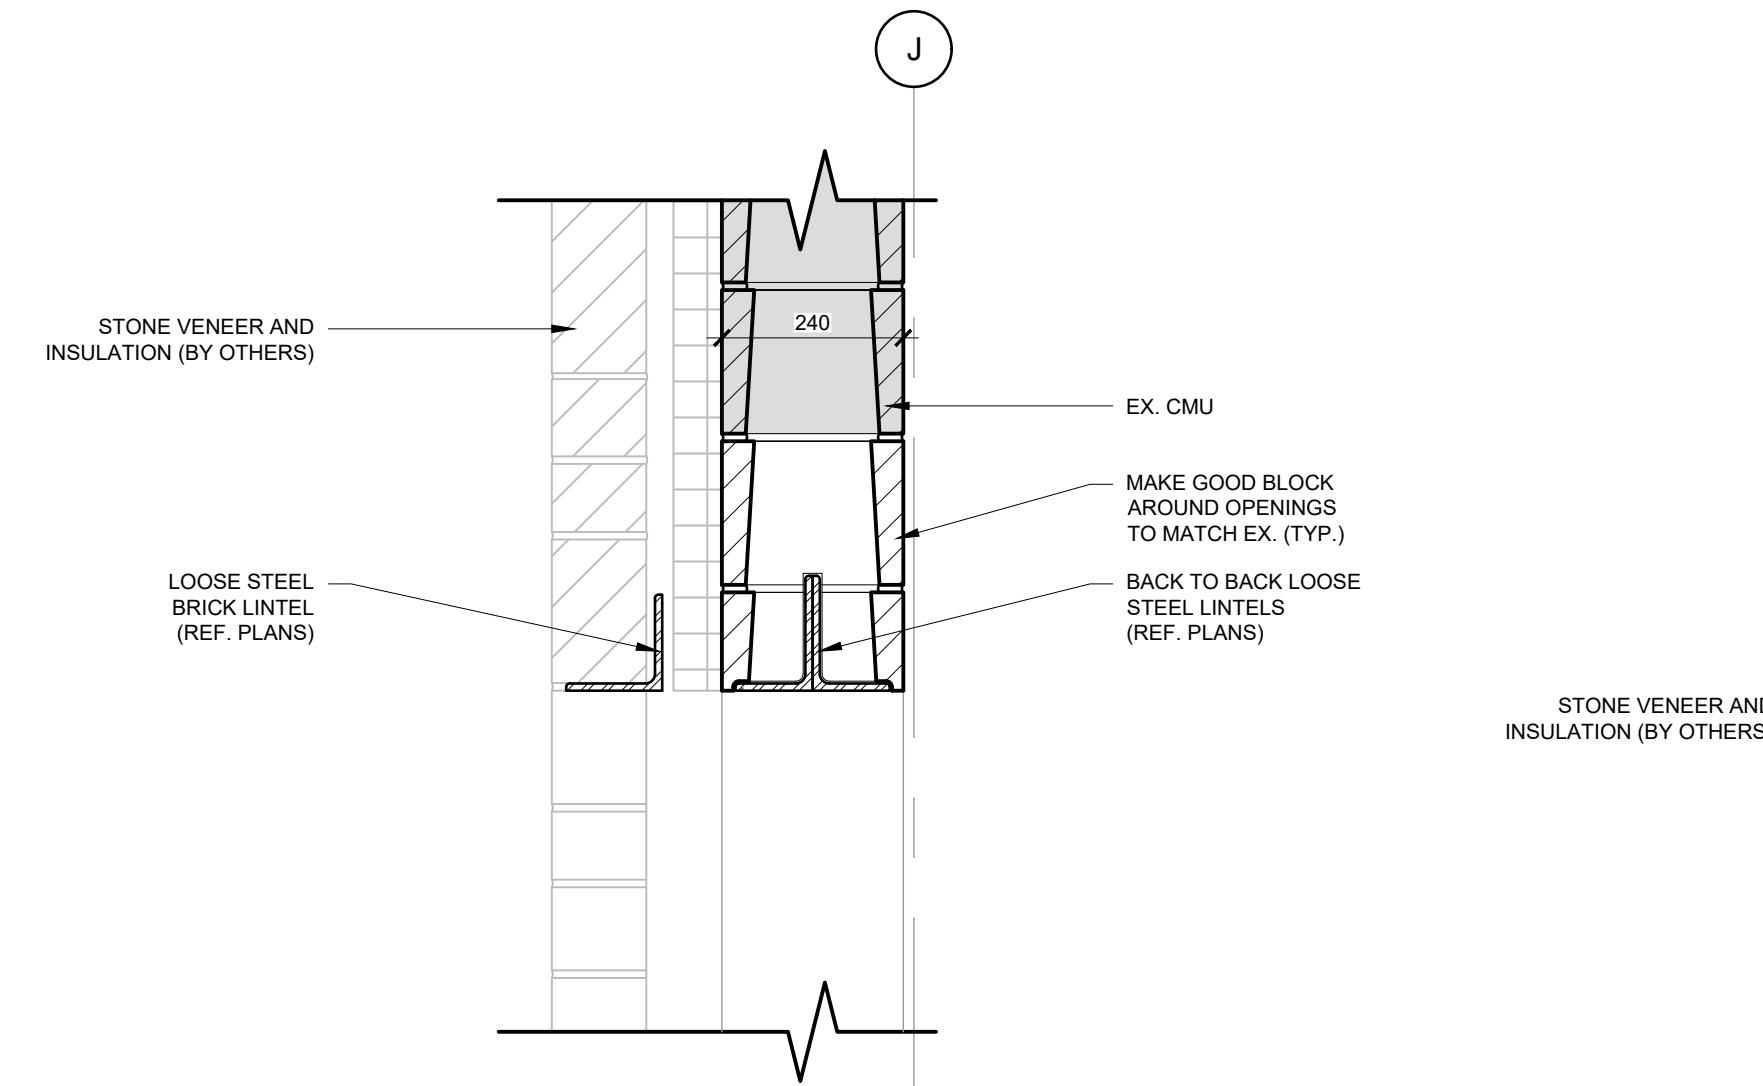 J
STONE VENEER AND
INSULATION (BY OTHERS)
240
EX. CMU
MAKE GOOD BLOCK
AROUND OPENINGS
TO MATCH EX. (TYP.)
LOOSE STEEL
BRICK LINTEL
(REF. PLANS)
BACK TO BACK LOOSE
STEEL LINTELS
(REF. PLANS)
STONE VENEER AND
INSULATION (BY OTHERS